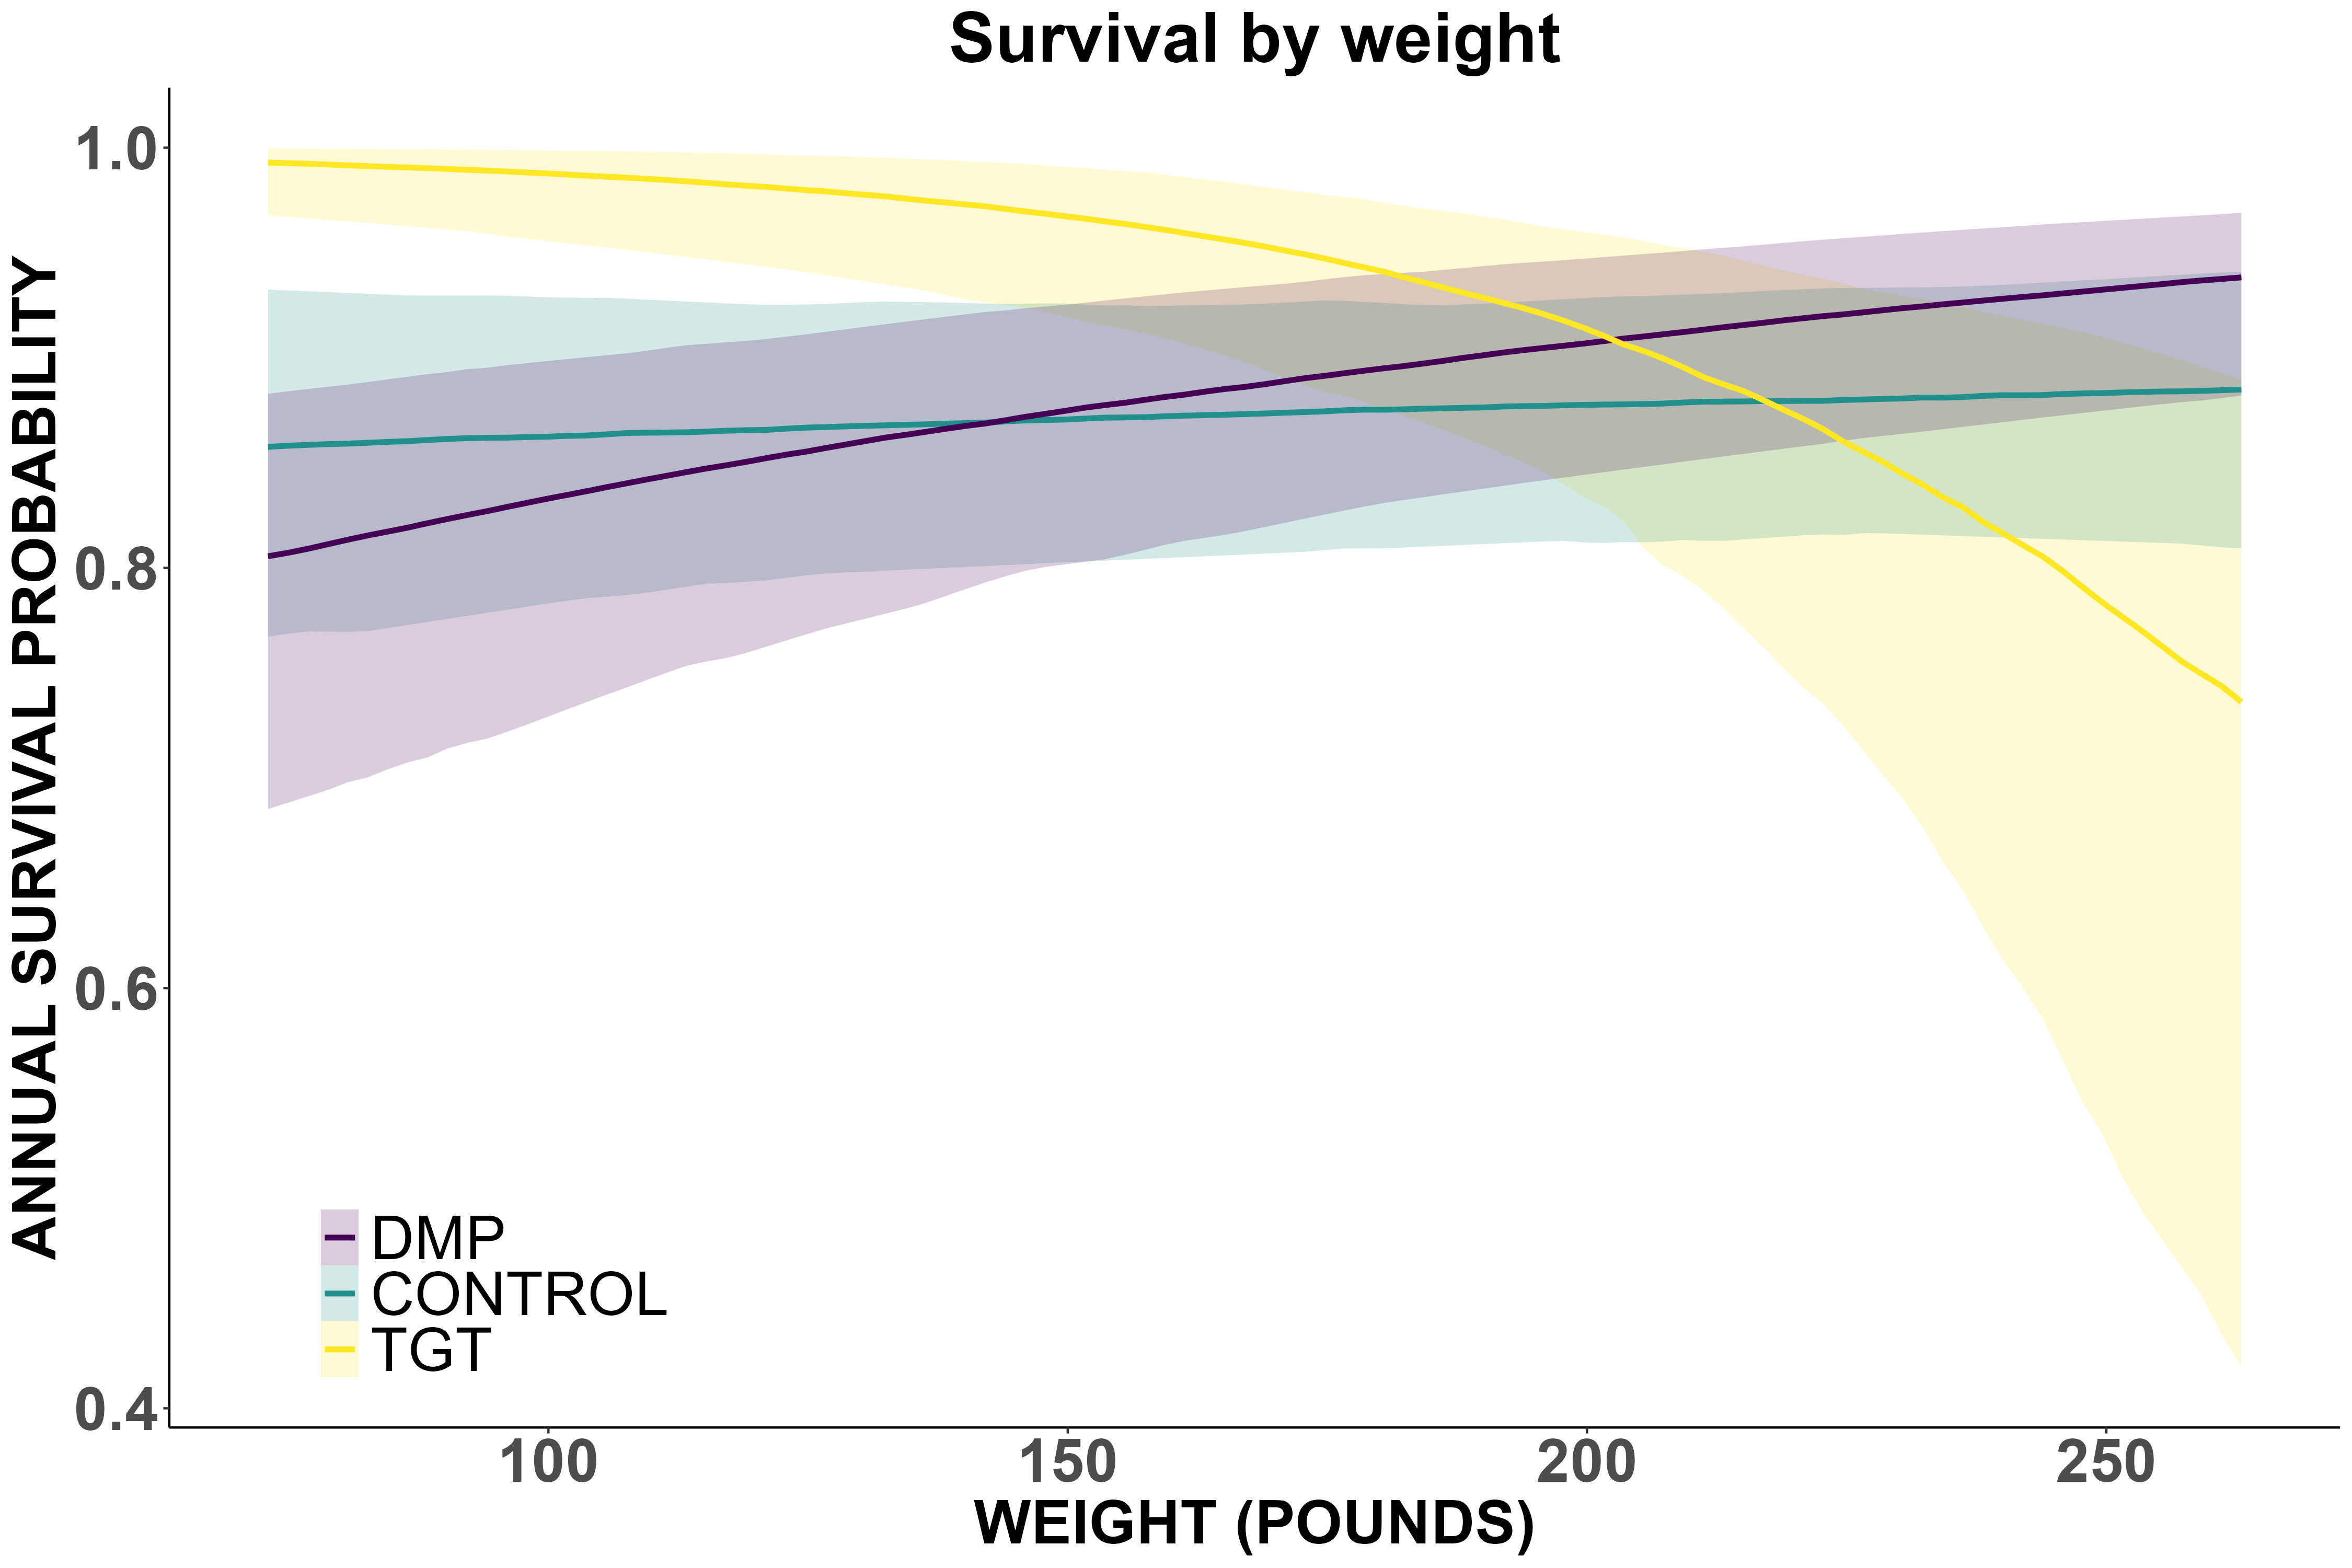 Survival by weight
ANNUAL SURVIVAL PROBABILITY
1.0
0.8
0.6
0.4
DMP
CONTROL
TGT
100 150 200 250
WEIGHT (POUNDS)